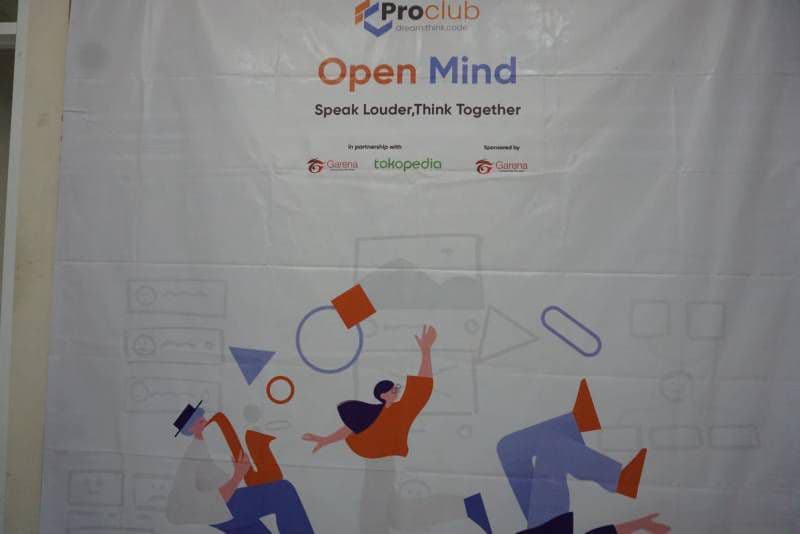 Proclub
dream.think.code
Open Mind
Speak Louder,Think Together
in partnership with
Sponsored by
Garena
tokopedia
Garena